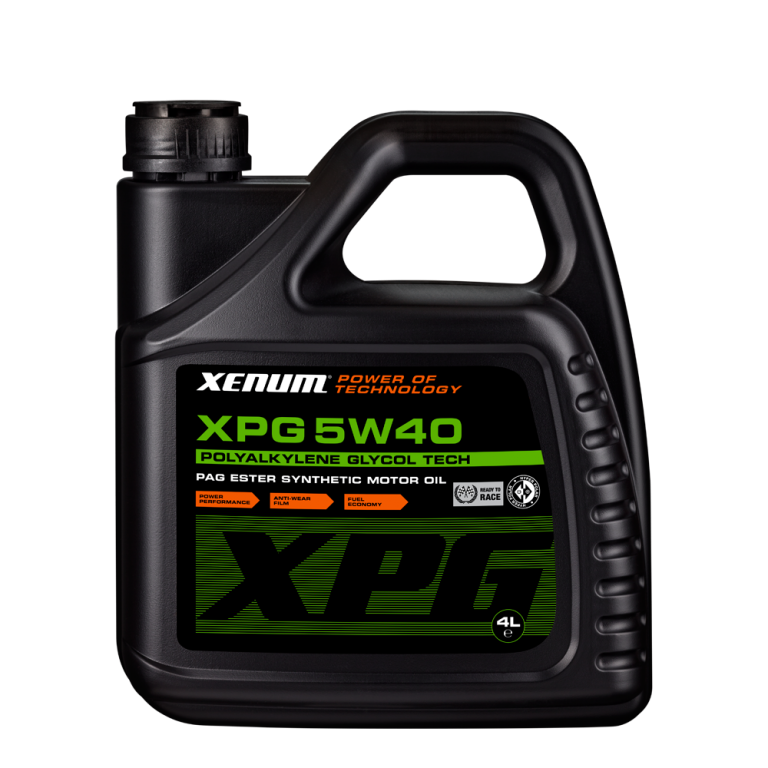 XENUM®
POWER OF
TECHNOLOGY
XPG 5W40
POLYALKYLENE GLYCOL TECH
PAG ESTER SYNTHETIC MOTOR OIL
POWER
PERFORMANCE
ANTI-WEAR
FILM
FUEL
ECONOMY
READY TO
RACE
XPG
4L
e